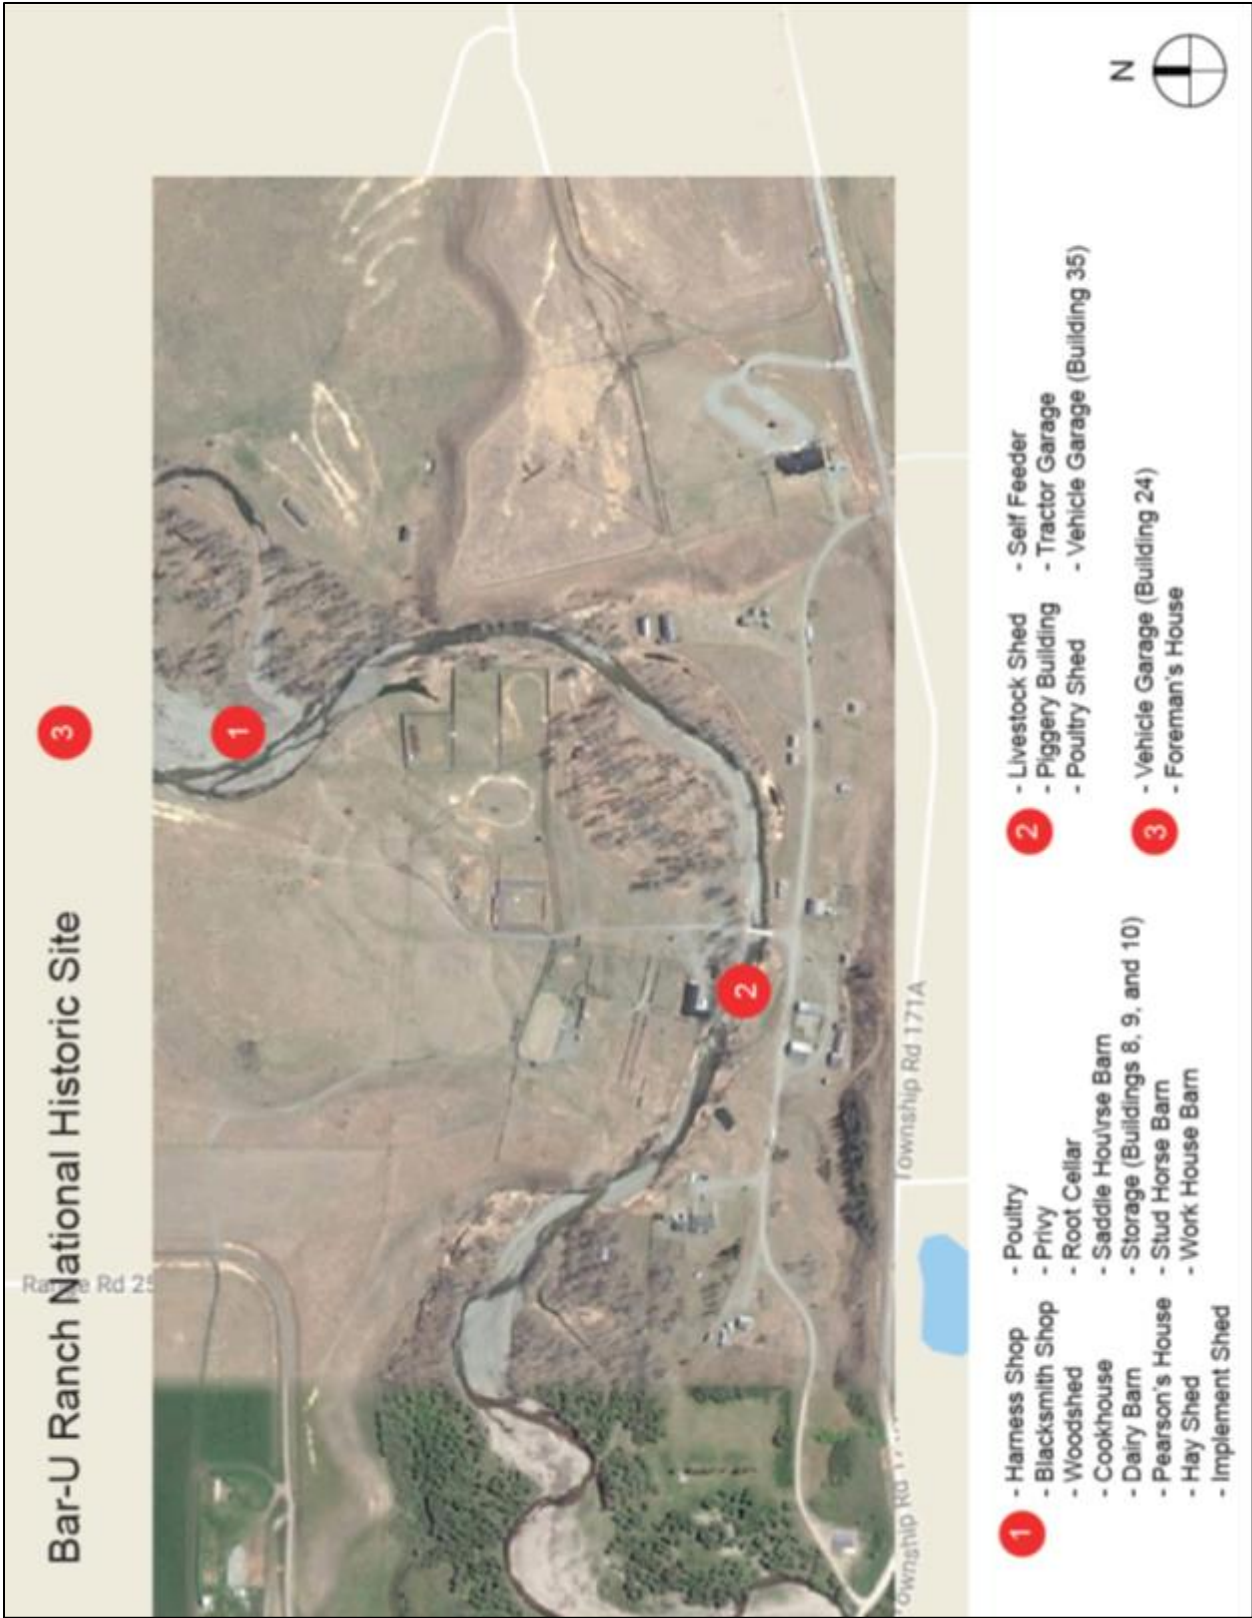 Bar-U Ranch National Historic Site
N
3
1
2
Range Rd 25
Township Rd 171A
1
- Harness Shop
- Blacksmith Shop
- Woodshed
- Cookhouse
- Dairy Barn
- Pearson's House
- Hay Shed
- Implement Shed
- Poultry
- Privy
- Root Cellar
- Saddle Hou\rse Barn
- Storage (Buildings 8, 9, and 10)
- Stud Horse Barn
- Work House Barn
2
- Livestock Shed
- Piggery Building
- Poultry Shed
- Self Feeder
- Tractor Garage
- Vehicle Garage (Building 35)
3
- Vehicle Garage (Building 24)
- Foreman's House